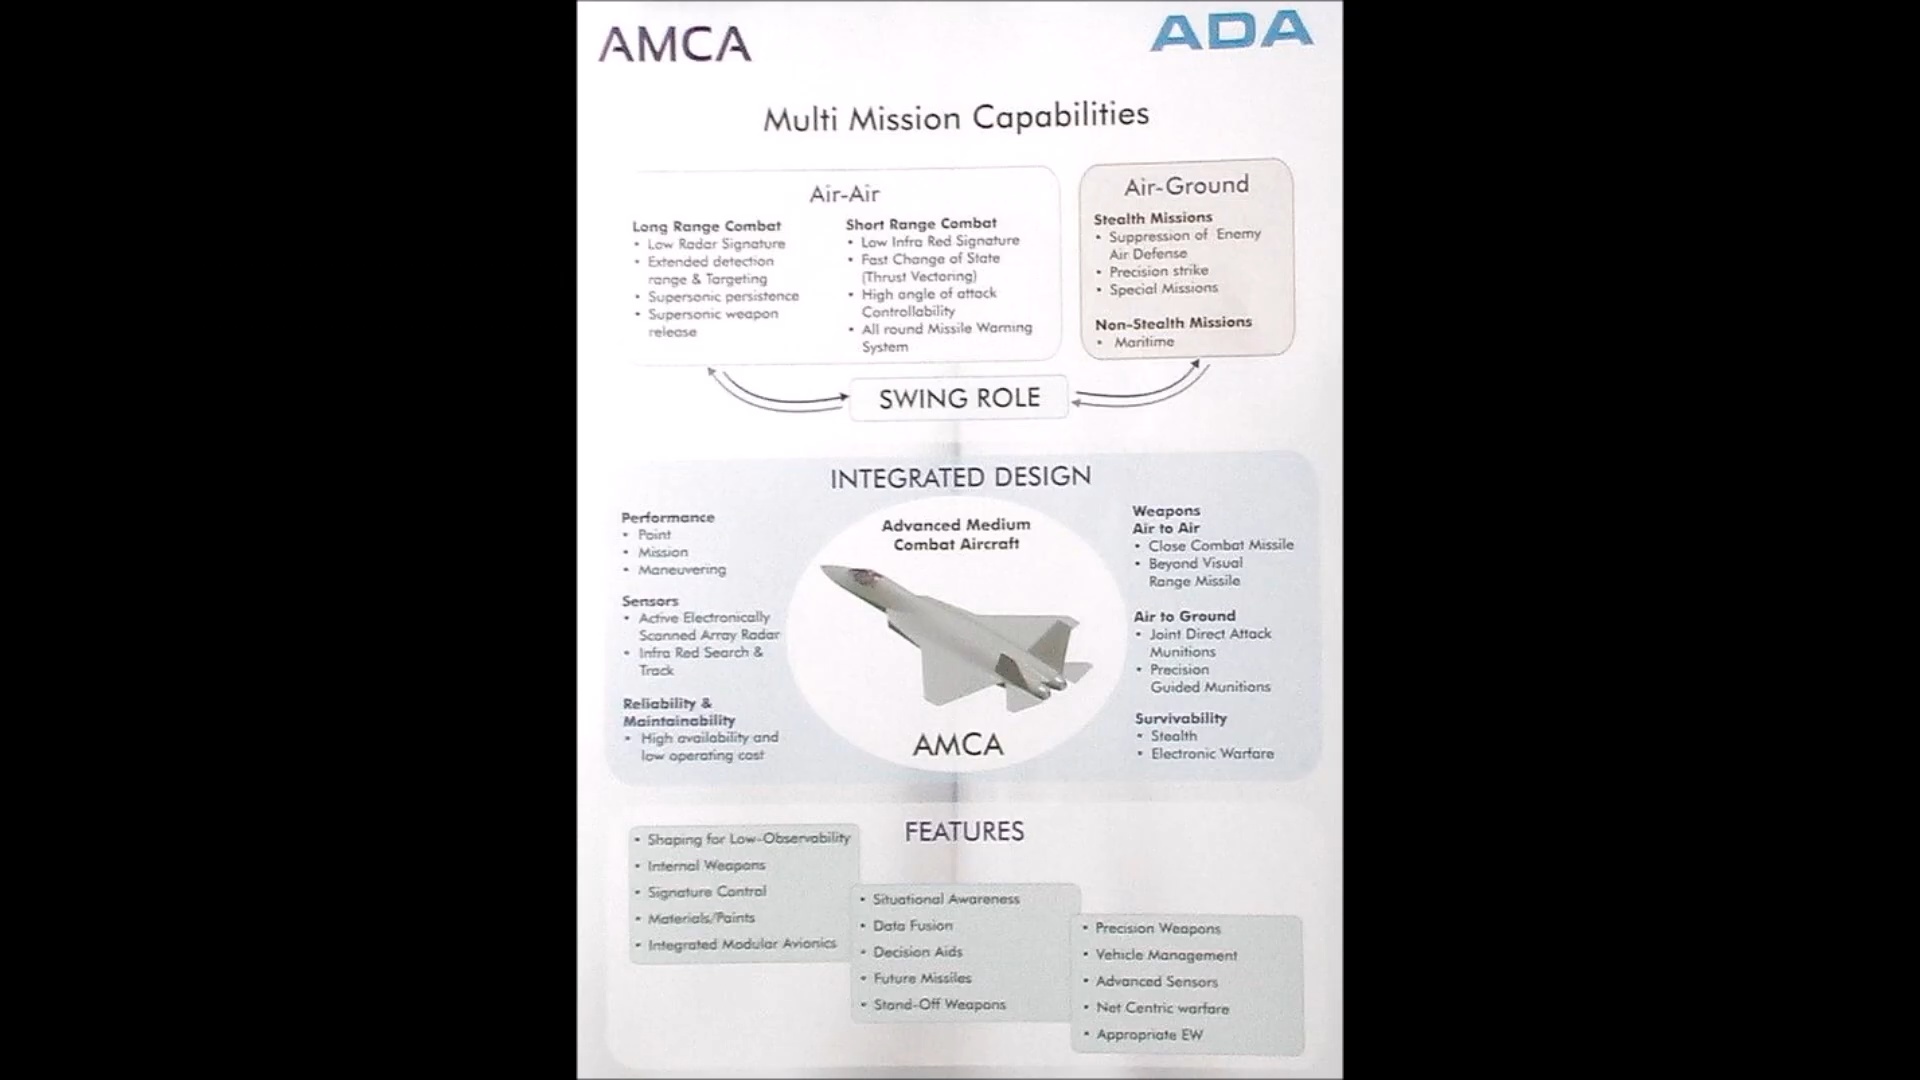 AMCA
ADA
Multi Mission Capabilities
Air-Air
Long Range Combat
• Low Radar Signature
• Extended detection
range & Targeting
• Supersonic persistence
• Supersonic weapon
release
Short Range Combat
• Low Infra Red Signature
• Fast Change of State
(Thrust Vectoring)
• High angle of attack
Controllability
• All round Missile Warning
System
Air-Ground
Stealth Missions
• Suppression of Enemy
Air Defense
• Precision strike
• Special Missions
Non-Stealth Missions
• Maritime
SWING ROLE
INTEGRATED DESIGN
Performance
• Point
• Mission
• Maneuvering
Sensors
• Active Electronically
Scanned Array Radar
• Infra Red Search &
Track
Reliability &
Maintainability
• High availability and
low operating cost
Advanced Medium
Combat Aircraft
AMCA
Weapons
Air to Air
• Close Combat Missile
• Beyond Visual
Range Missile
Air to Ground
• Joint Direct Attack
Munitions
• Precision
Guided Munitions
Survivability
• Stealth
• Electronic Warfare
FEATURES
• Shaping for Low-Observability
• Internal Weapons
• Signature Control
• Materials/Paints
• Integrated Modular Avionics
• Situational Awareness
• Data Fusion
• Decision Aids
• Future Missiles
• Stand-Off Weapons
• Precision Weapons
• Vehicle Management
• Advanced Sensors
• Net Centric warfare
• Appropriate EW